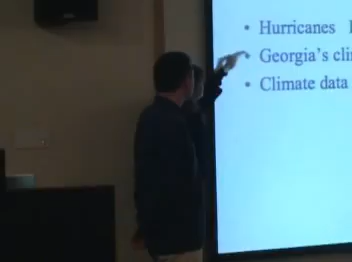 • Hurricanes
• Georgia's
• Climate data